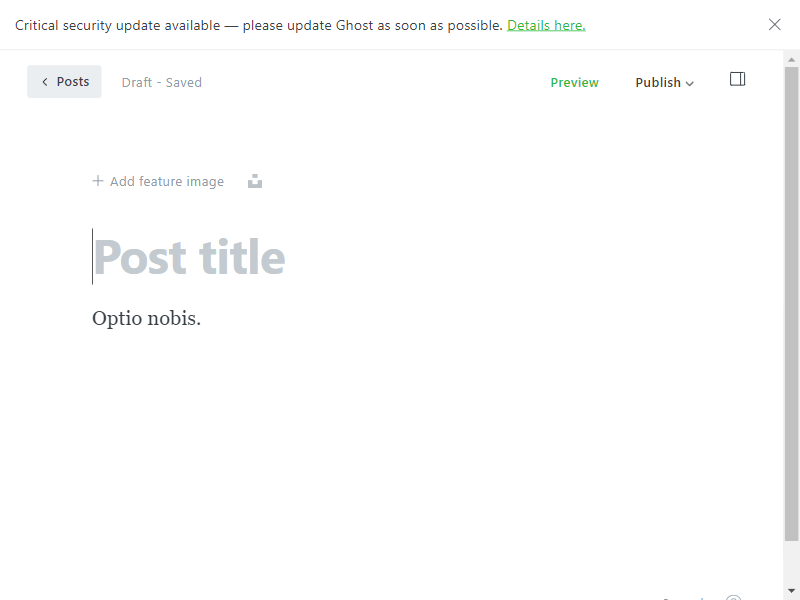 Critical security update available — please update Ghost as soon as possible. Details here.
Posts
Draft - Saved
Preview
Publish
Add feature image
Post title
Optio nobis.